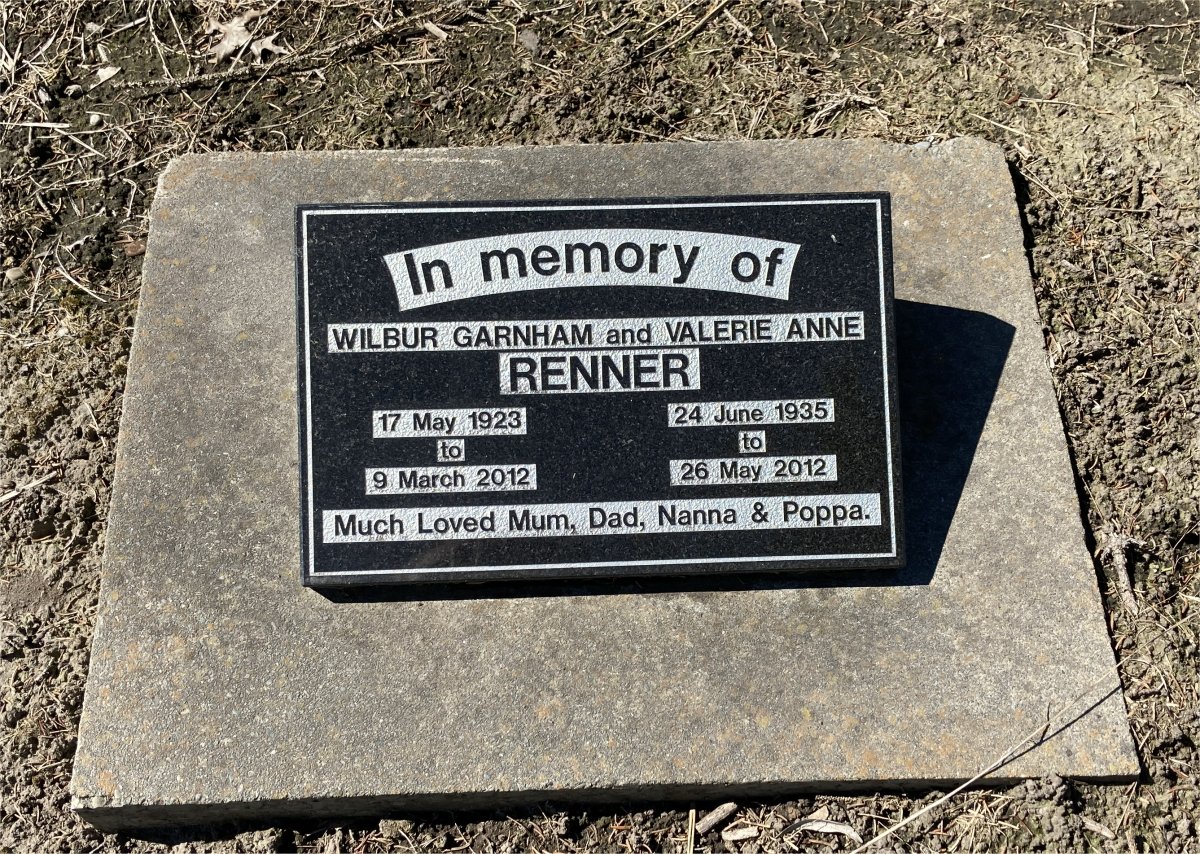 In memory of
WILBUR GARNHAM and VALERIE ANNE
RENNER
17 May 1923 24 June 1935
to to
9 March 2012 26 May 2012
Much Loved Mum, Dad, Nanna & Poppa.